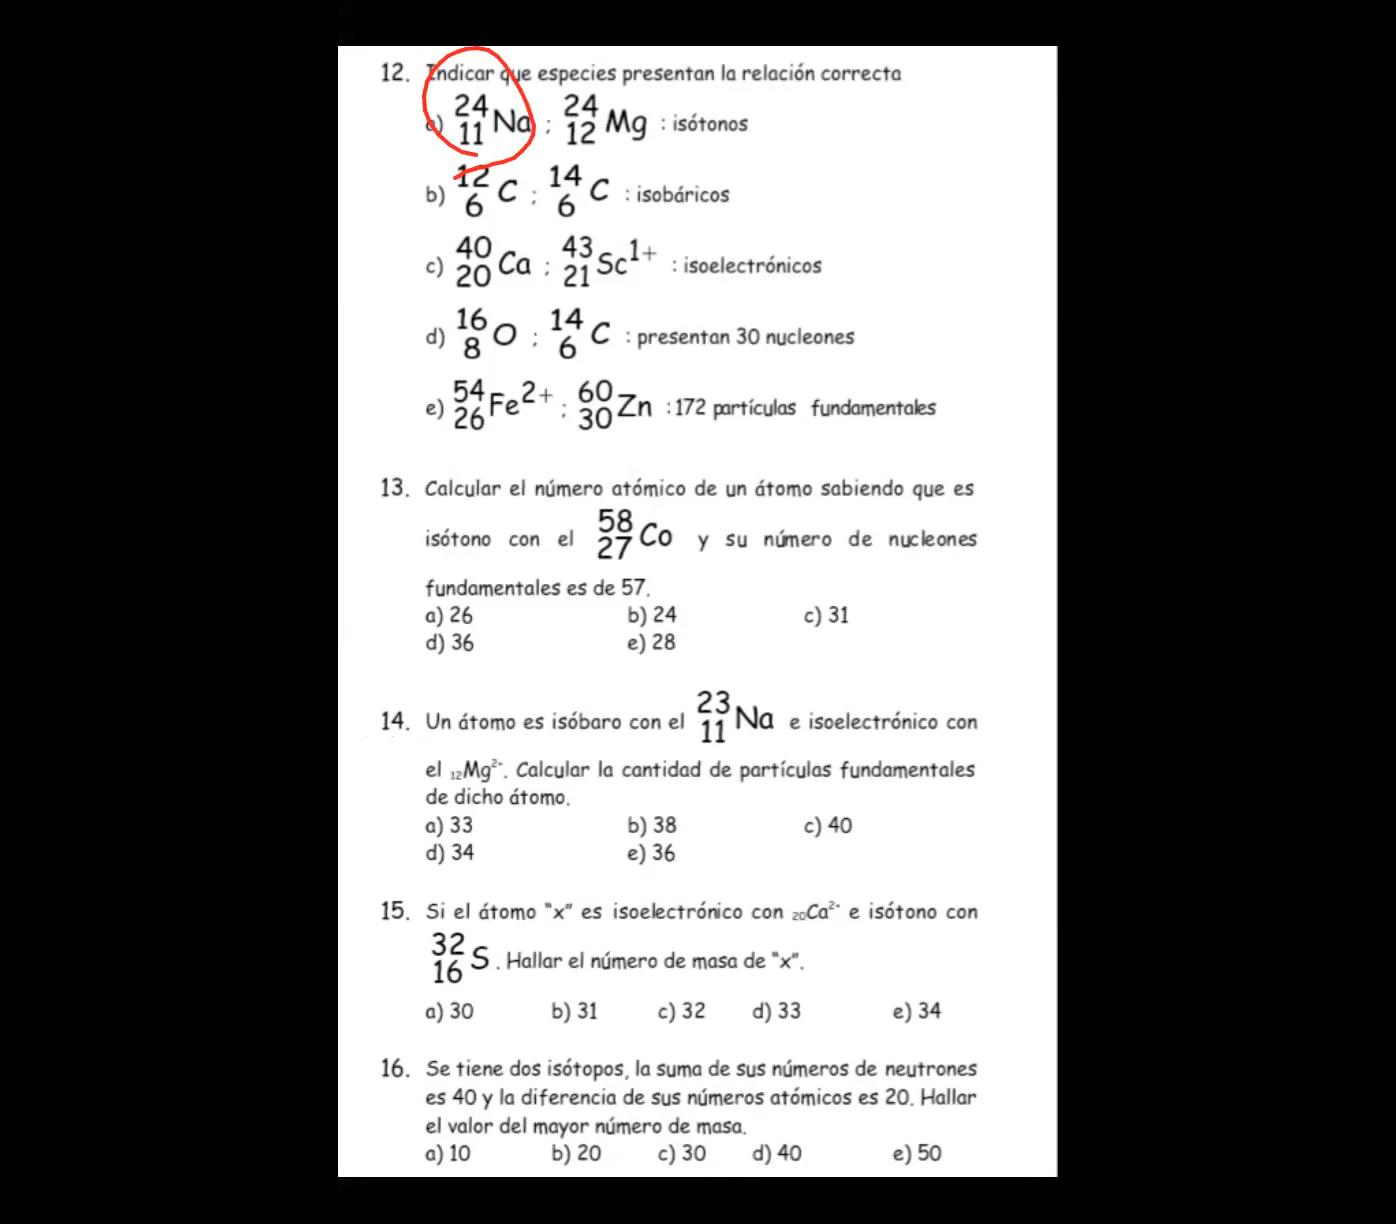 12. Indicar que especies presentan la relación correcta
a) 24 11 Na ; 24 12 Mg : isótonos
b) 12 6 C ; 14 6 C : isobáricos
c) 40 20 Ca ; 43 21 Sc 1+ : isoelectrónicos
d) 16 8 O ; 14 6 C : presentan 30 nucleones
e) 54 26 Fe 2+ ; 60 30 Zn : 172 partículas fundamentales
13. Calcular el número atómico de un átomo sabiendo que es
isótono con el 58 27 Co y su número de nucleones
fundamentales es de 57.
a) 26 b) 24 c) 31
d) 36 e) 28
14. Un átomo es isóbaro con el 23 11 Na e isoelectrónico con
el 12Mg2-. Calcular la cantidad de partículas fundamentales
de dicho átomo.
a) 33 b) 38 c) 40
d) 34 e) 36
15. Si el átomo "x" es isoelectrónico con 20Ca2- e isótono con
32 16 S . Hallar el número de masa de "x".
a) 30 b) 31 c) 32 d) 33 e) 34
16. Se tiene dos isótopos, la suma de sus números de neutrones
es 40 y la diferencia de sus números atómicos es 20. Hallar
el valor del mayor número de masa.
a) 10 b) 20 c) 30 d) 40 e) 50